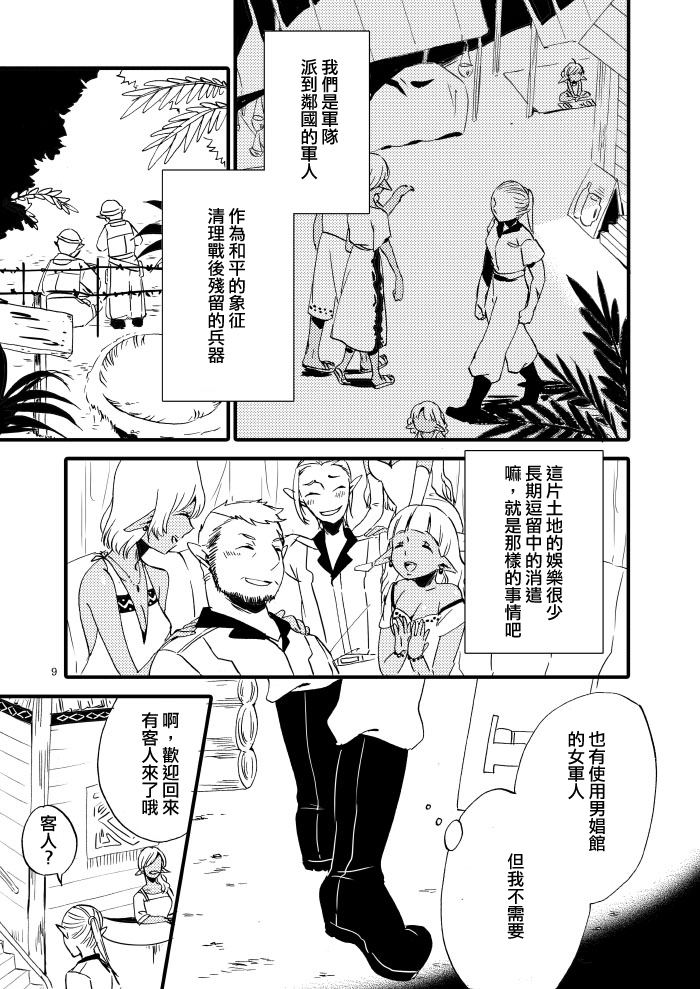 我們是軍隊
派到鄰國的軍人
作為和平的象征
清理戰後殘留的兵器
這片土地的娛樂很少
長期逗留中的消遣
嘛，就是那樣的事情吧
也有使用男娼館
的女軍人
但我不需要
啊，歡迎回來
有客人來了哦
客人？
9